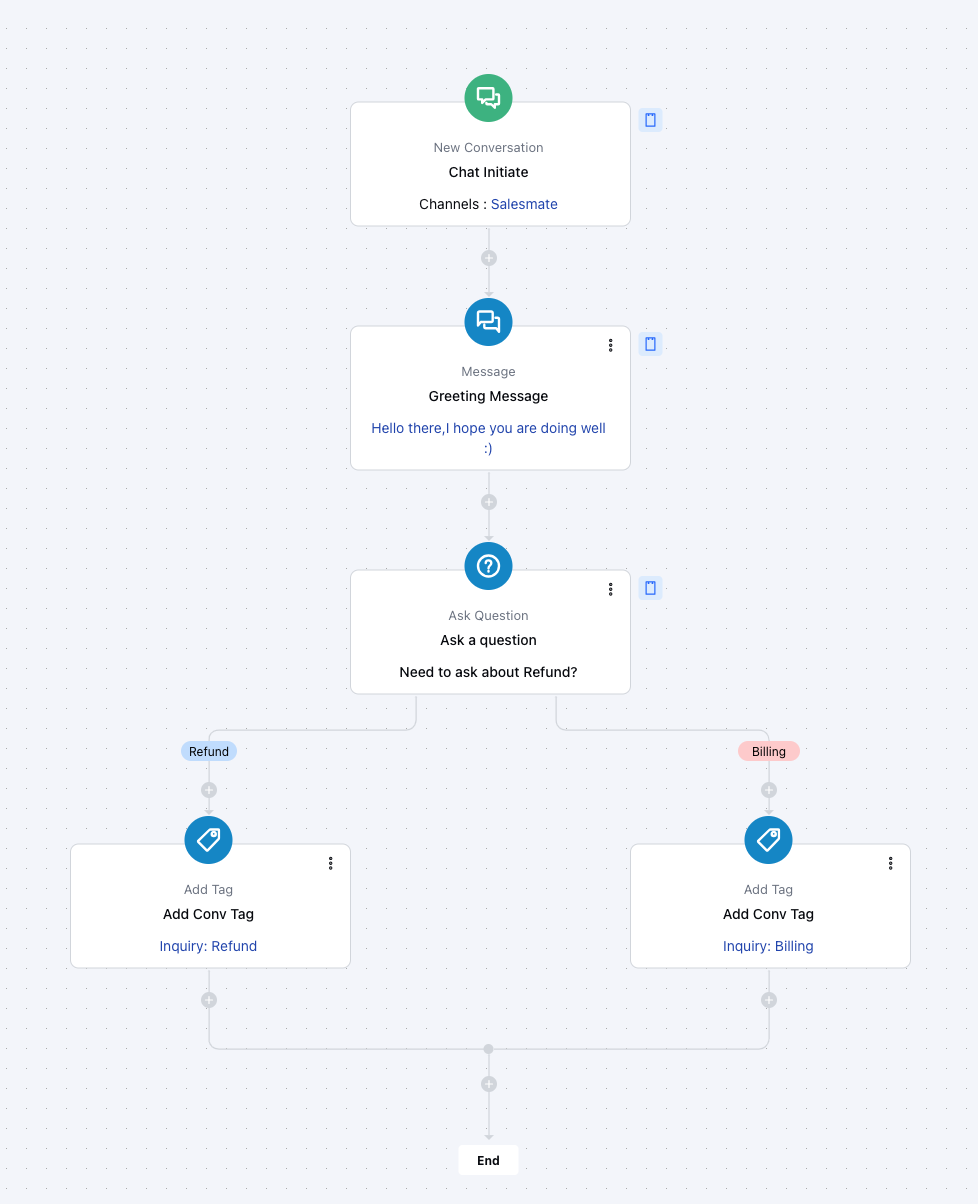 New Conversation
Chat Initiate
Channels : Salesmate
Message
Greeting Message
Hello there,I hope you are doing well
:)
Ask Question
Ask a question
Need to ask about Refund?
Refund
Billing
Add Tag
Add Conv Tag
Inquiry: Refund
Add Tag
Add Conv Tag
Inquiry: Billing
End